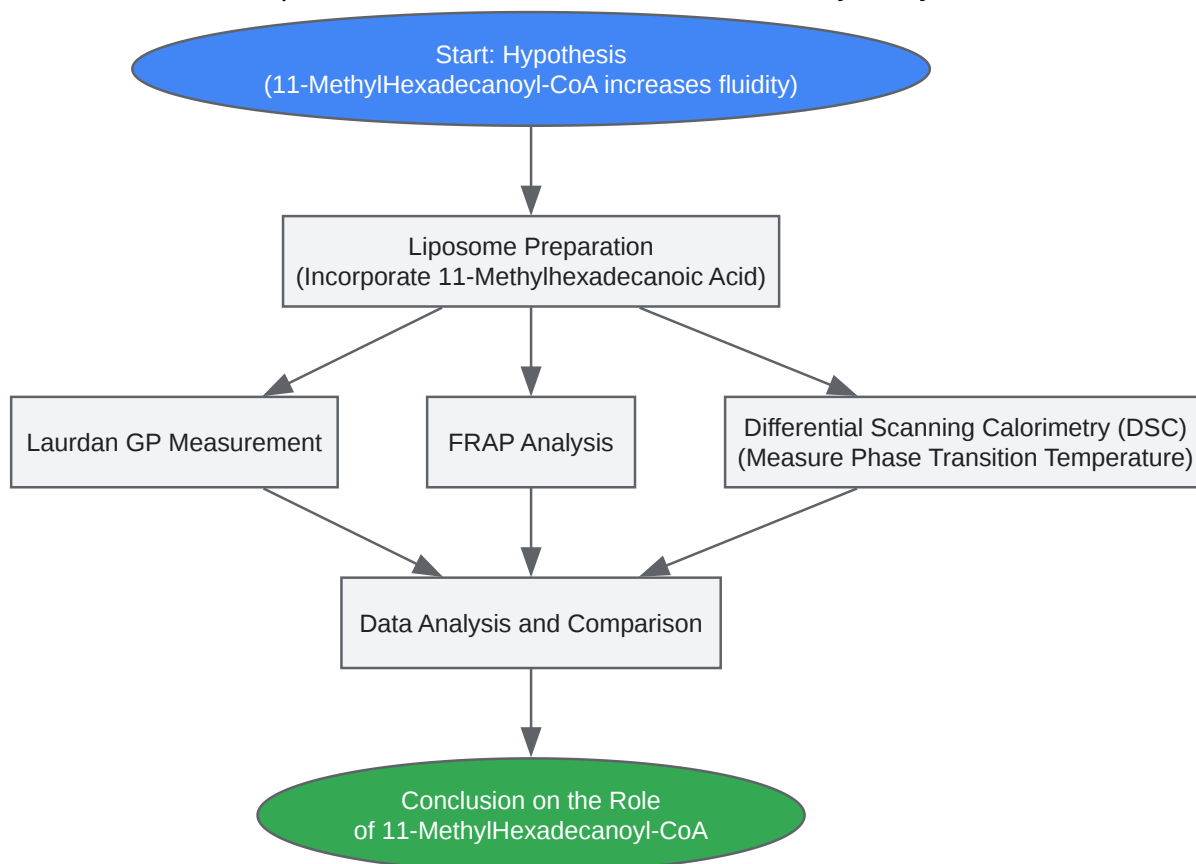 Start: Hypothesis
(11-MethylHexadecanoyl-CoA increases fluidity)
Liposome Preparation
(Incorporate 11-Methylhexadecanoic Acid)
Laurdan GP Measurement
FRAP Analysis
Differential Scanning Calorimetry (DSC)
(Measure Phase Transition Temperature)
Data Analysis and Comparison
Conclusion on the Role
of 11-MethylHexadecanoyl-CoA